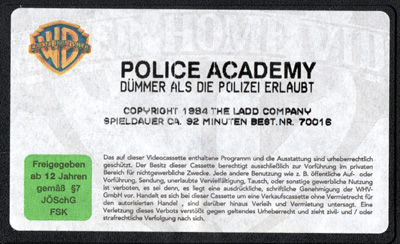 POLICE ACADEMY
DÜMMER ALS DIE POLIZEI ERLAUBT
COPYRIGHT 1984 THE LADD COMPANY
SPIELDAUER CA. 92 MINUTEN BEST.NR. 70016
Freigegeben
ab 12 Jahren
gemäß §7
JÖSchG
FSK
Das auf dieser Videocassette enthaltene Programm und die Ausstattung sind urheberrechtlich
geschützt. Der Besitz dieser Cassette berechtigt ausschließlich zur Vorführung im privaten
Bereich für nichtgewerbliche Zwecke. Jede andere Benutzung wie z. B. öffentliche Auf- oder
Vorführung, Sendung, unerlaubte Vervielfältigung, Tausch, oder sonstige gewerbliche Nutzung
ist verboten, es sei denn, es liegt eine ausdrückliche, schriftliche Genehmigung der WHV-
GmbH vor. Handelt es sich bei dieser Cassette um eine Verkaufscassette ohne Vermietrecht für
den autorisierten Handel, sind darüber hinaus Verleih und Vermietung untersagt. Eine
Verletzung dieses Verbots verstößt gegen geltendes Urheberrecht und zieht zivil- und / oder
strafrechtliche Verfolgung nach sich.